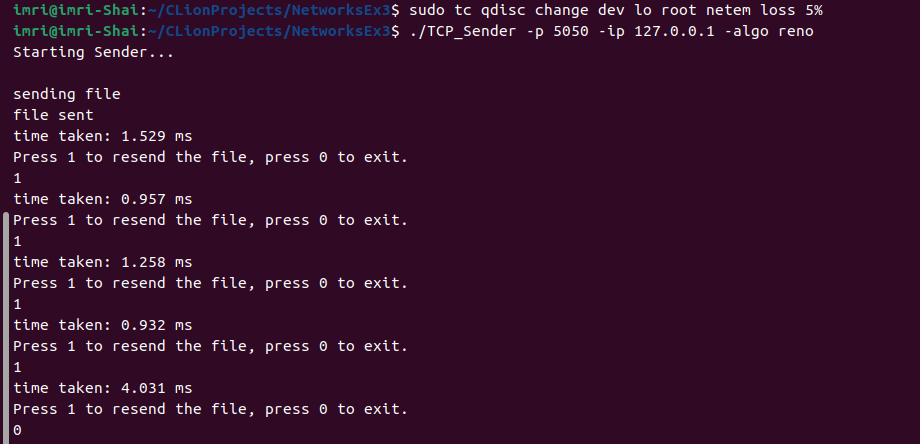 imri@imri-Shai:~/CLionProjects/NetworksEx3$ sudo tc qdisc change dev lo root netem loss 5%
imri@imri-Shai:~/CLionProjects/NetworksEx3$ ./TCP_Sender -p 5050 -ip 127.0.0.1 -algo reno
Starting Sender...
sending file
file sent
time taken: 1.529 ms
Press 1 to resend the file, press 0 to exit.
1
time taken: 0.957 ms
Press 1 to resend the file, press 0 to exit.
1
time taken: 1.258 ms
Press 1 to resend the file, press 0 to exit.
1
time taken: 0.932 ms
Press 1 to resend the file, press 0 to exit.
1
time taken: 4.031 ms
Press 1 to resend the file, press 0 to exit.
0